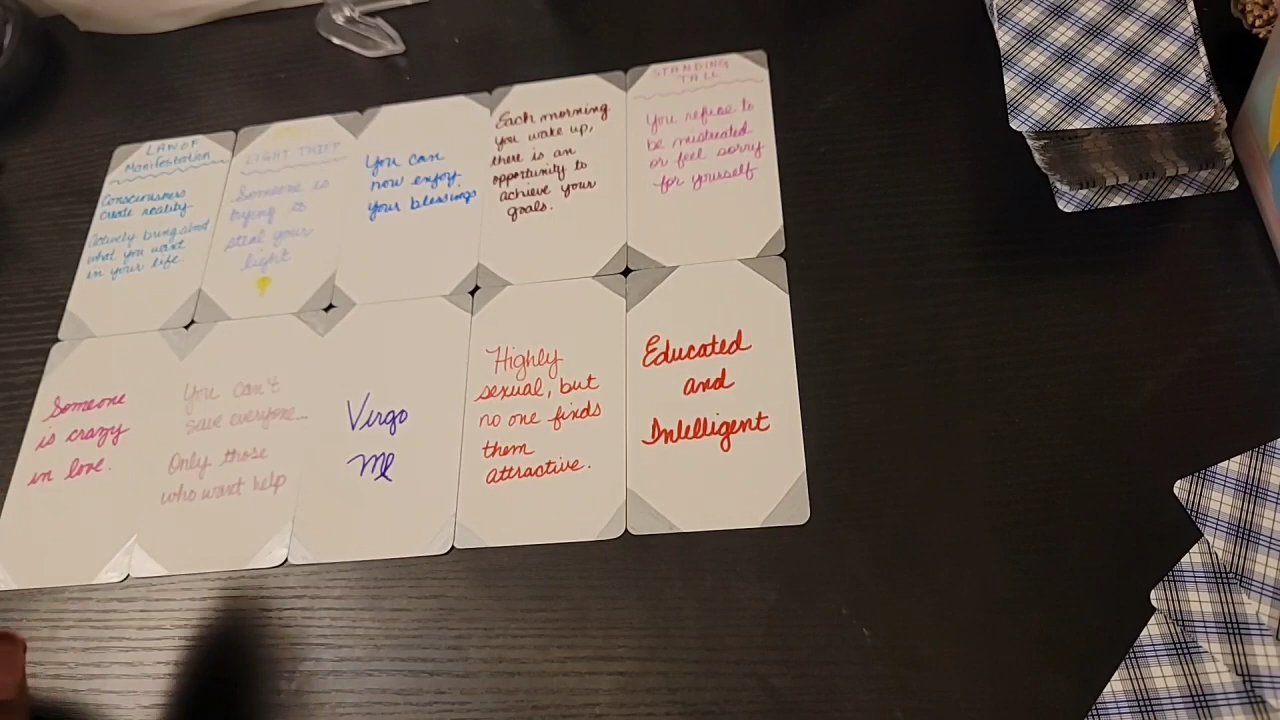 LAW OF
Manifestation
Consciousness
create reality
Actively bring about
what you want
in your life.
LIGHT THIEF
Someone is
trying to
steal your
light
You can
now enjoy
your blessings
Each morning
you wake up,
there is an
opportunity to
achieve your
goals.
STANDING
TALL
You refuse to
be mistreated
or feel sorry
for yourself
Someone
is crazy
in love.
You can't
save everyone...
Only those
who want help
Virgo
♍
Highly
sexual, but
no one finds
them
attractive.
Educated
and
Intelligent